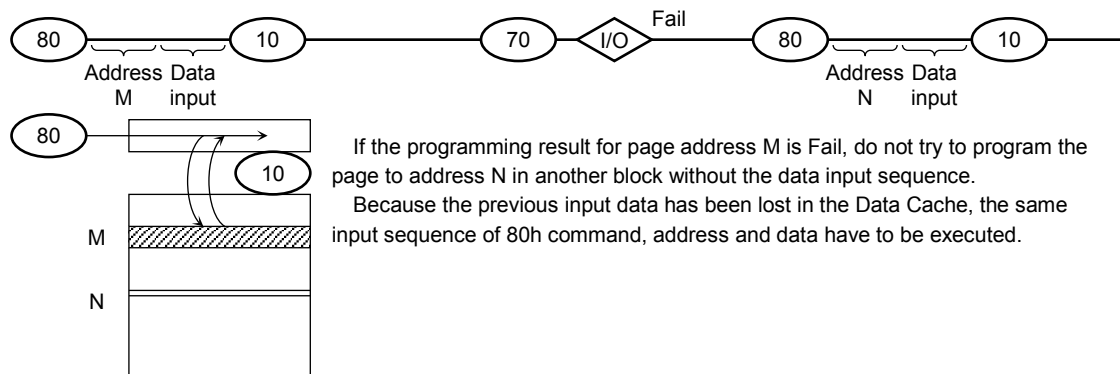 80 10 70 I/O Fail 80 10
Address Data Address Data
M input N input
80
10
M
N
If the programming result for page address M is Fail, do not try to program the
page to address N in another block without the data input sequence.
Because the previous input data has been lost in the Data Cache, the same
input sequence of 80h command, address and data have to be executed.